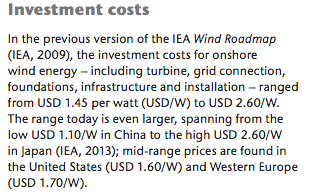 Investment costs
In the previous version of the IEA Wind Roadmap
(IEA, 2009), the investment costs for onshore
wind energy – including turbine, grid connection,
foundations, infrastructure and installation – ranged
from USD 1.45 per watt (USD/W) to USD 2.60/W.
The range today is even larger, spanning from the
low USD 1.10/W in China to the high USD 2.60/W
in Japan (IEA, 2013); mid-range prices are found in
the United States (USD 1.60/W) and Western Europe
(USD 1.70/W).